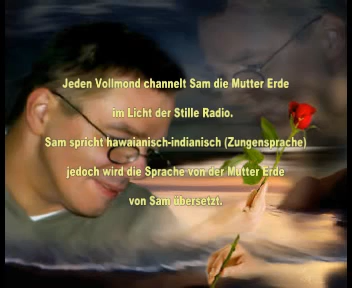 Jeden Vollmond channelt Sam die Mutter Erde
im Licht der Stille Radio.
Sam spricht hawaianisch-indianisch (Zungensprache)
jedoch wird die Sprache von der Mutter Erde
von Sam übersetzt.